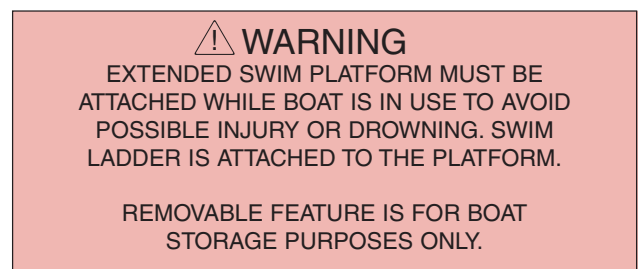 ⚠ WARNING
EXTENDED SWIM PLATFORM MUST BE
ATTACHED WHILE BOAT IS IN USE TO AVOID
POSSIBLE INJURY OR DROWNING. SWIM
LADDER IS ATTACHED TO THE PLATFORM.
REMOVABLE FEATURE IS FOR BOAT
STORAGE PURPOSES ONLY.